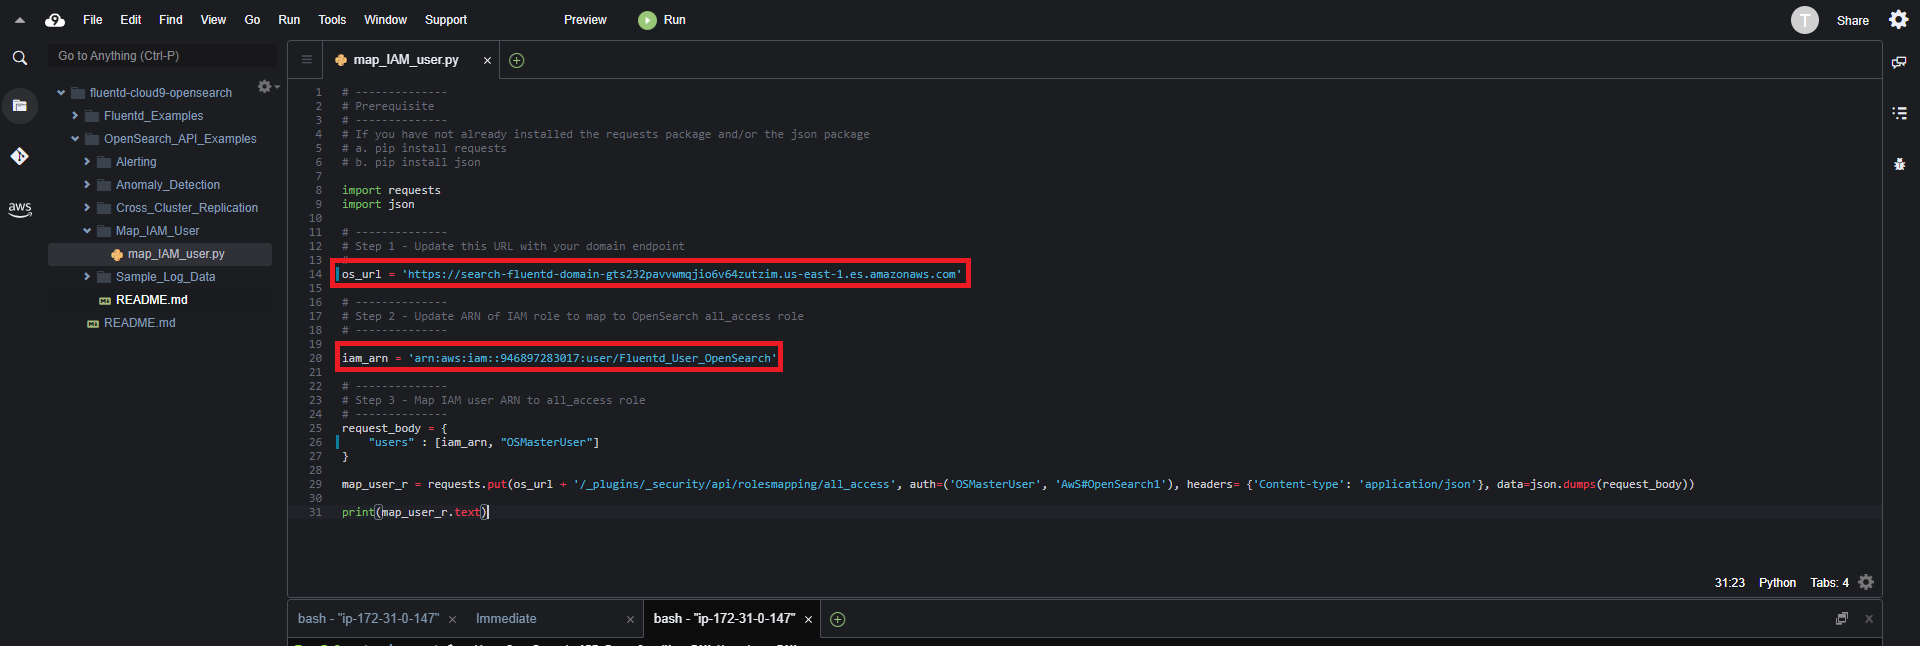 File Edit Find View Go Run Tools Window Support Preview Run T Share
Go to Anything (Ctrl-P)
fluentd-cloud9-opensearch
Fluentd_Examples
OpenSearch_API_Examples
Alerting
Anomaly_Detection
Cross_Cluster_Replication
Map_IAM_User
map_IAM_user.py
Sample_Log_Data
README.md
README.md
aws
map_IAM_user.py
1 # --------------
2 # Prerequisite
3 # --------------
4 # If you have not already installed the requests package and/or the json package
5 # a. pip install requests
6 # b. pip install json
7
8 import requests
9 import json
10
11 # --------------
12 # Step 1 - Update this URL with your domain endpoint
13 #
14 os_url = 'https://search-fluentd-domain-gts232pavvwmqjio6v64zutzim.us-east-1.es.amazonaws.com'
15
16 # --------------
17 # Step 2 - Update ARN of IAM role to map to OpenSearch all_access role
18 # --------------
19
20 iam_arn = 'arn:aws:iam::946897283017:user/Fluentd_User_OpenSearch'
21
22 # --------------
23 # Step 3 - Map IAM user ARN to all_access role
24 # --------------
25 request_body = {
26 "users" : [iam_arn, "OSMasterUser"]
27 }
28
29 map_user_r = requests.put(os_url + '/_plugins/_security/api/rolesmapping/all_access', auth=('OSMasterUser', 'AwS#OpenSearch1'), headers= {'Content-type': 'application/json'}, data=json.dumps(request_body))
30
31 print(map_user_r.text)
31:23 Python Tabs: 4
bash - "ip-172-31-0-147" Immediate bash - "ip-172-31-0-147"